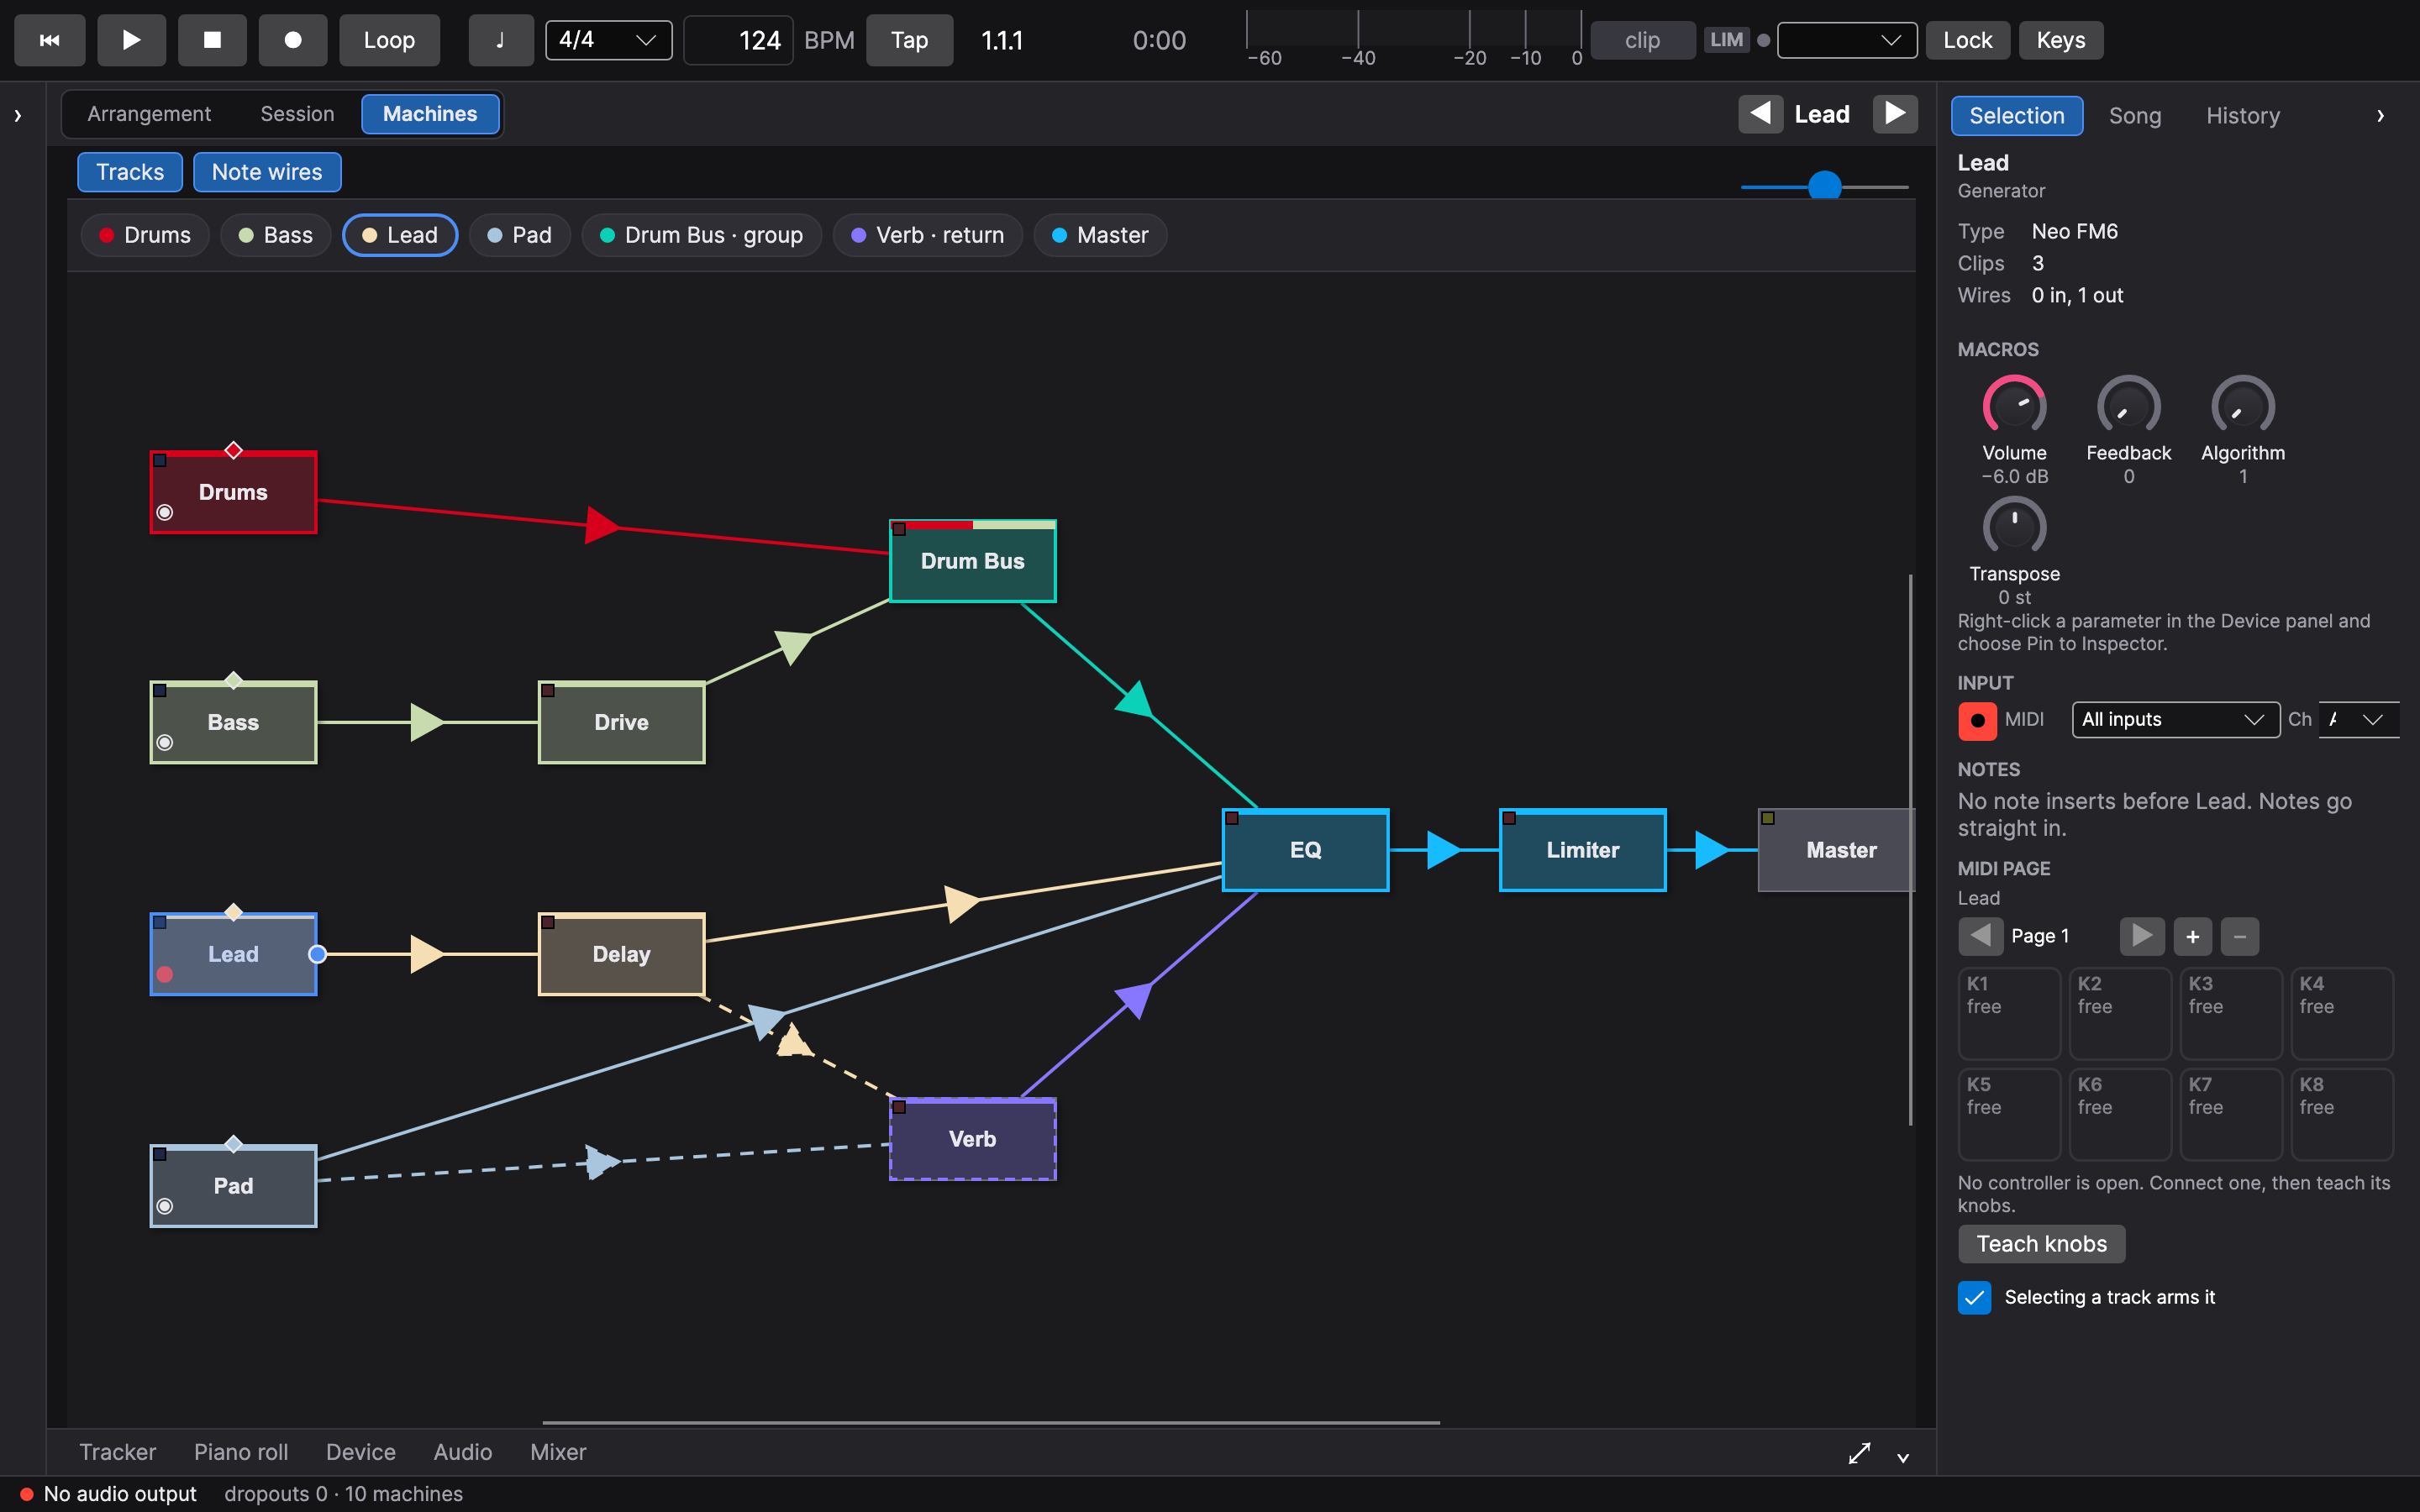 Loop
4/4
124 BPM
Tap
1.1.1
0:00
−60 −40 −20 −10 0
clip
LIM
Lock
Keys
Arrangement Session Machines
Lead
Tracks Note wires
Drums Bass Lead Pad Drum Bus · group Verb · return Master
Drums
Drum Bus
Bass
Drive
EQ
Limiter
Master
Lead
Delay
Pad
Verb
Selection Song History
Lead
Generator
Type Neo FM6
Clips 3
Wires 0 in, 1 out
MACROS
Volume Feedback Algorithm
−6.0 dB 0 1
Transpose
0 st
Right-click a parameter in the Device panel and
choose Pin to Inspector.
INPUT
MIDI All inputs Ch
NOTES
No note inserts before Lead. Notes go
straight in.
MIDI PAGE
Lead
Page 1 + −
K1 K2 K3 K4
free free free free
K5 K6 K7 K8
free free free free
No controller is open. Connect one, then teach its
knobs.
Teach knobs
Selecting a track arms it
Tracker Piano roll Device Audio Mixer
No audio output dropouts 0 · 10 machines